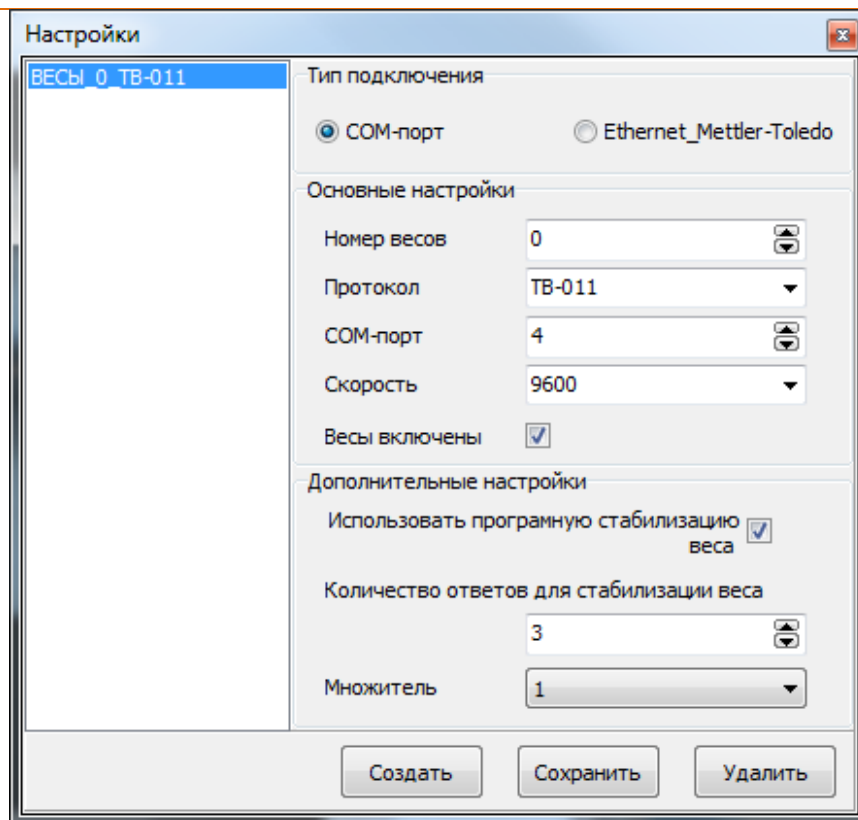 Настройки
ВЕСЫ_0_ТВ-011
Тип подключения
COM-порт
Ethernet_Mettler-Toledo
Основные настройки
Номер весов 0
Протокол ТВ-011
COM-порт 4
Скорость 9600
Весы включены
Дополнительные настройки
Использовать програмную стабилизацию
веса
Количество ответов для стабилизации веса
3
Множитель 1
Создать Сохранить Удалить